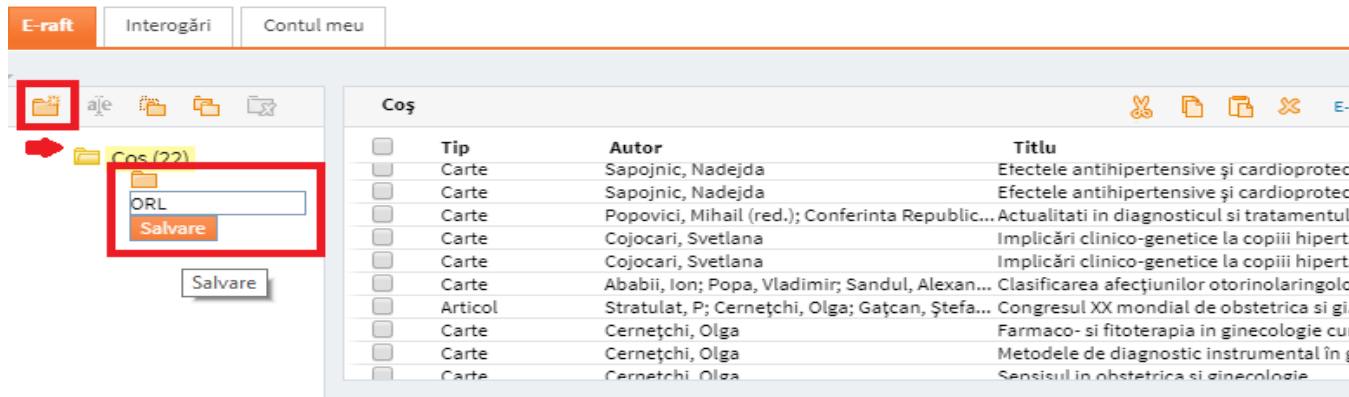 E-raft Interogări Contul meu
a|e Coş E-
Tip Autor Titlu
Coş (22)
Carte Sapojnic, Nadejda Efectele antihipertensive şi cardioprotec
Carte Sapojnic, Nadejda Efectele antihipertensive şi cardioprotec
ORL
Carte Popovici, Mihail (red.); Conferinta Republic... Actualitati in diagnosticul si tratamentul
Salvare
Carte Cojocari, Svetlana Implicări clinico-genetice la copiii hipert
Carte Cojocari, Svetlana Implicări clinico-genetice la copiii hipert
Salvare
Carte Ababii, Ion; Popa, Vladimir; Sandul, Alexan... Clasificarea afecţiunilor otorinolaringolo
Articol Stratulat, P; Cerneţchi, Olga; Gaţcan, Ştefa... Congresul XX mondial de obstetrica si gi
Carte Cerneţchi, Olga Farmaco- si fitoterapia in ginecologie cu
Carte Cerneţchi, Olga Metodele de diagnostic instrumental în g
Carte Cerneţchi, Olga Sepsisul in obstetrica si ginecologie